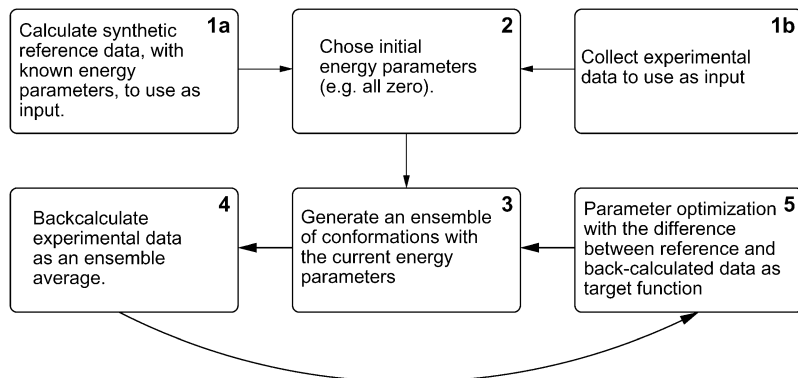 1a
Calculate synthetic
reference data, with
known energy
parameters, to use as
input.
2
Chose initial
energy parameters
(e.g. all zero).
1b
Collect experimental
data to use as input
4
Backcalculate
experimental data
as an ensemble
average.
3
Generate an ensemble
of conformations with
the current energy
parameters
5
Parameter optimization
with the difference
between reference and
back-calculated data as
target function